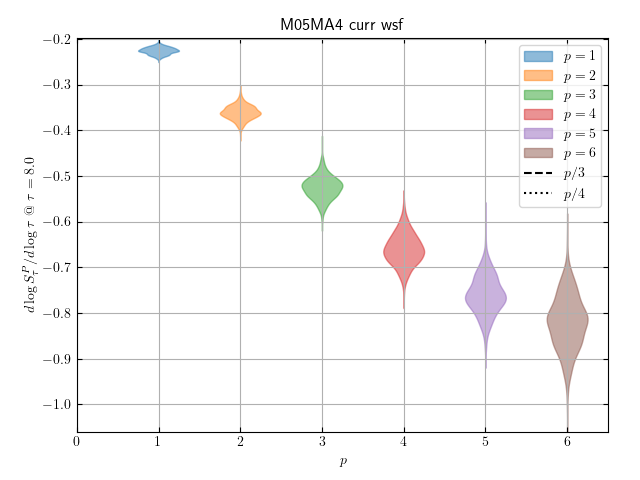 M05MA4 curr wsf
−0.2
−0.3
−0.4
−0.5
−0.6
−0.7
−0.8
−0.9
−1.0
d log S_τ^P / d log τ @ τ = 8.0
0 1 2 3 4 5 6
p
p = 1
p = 2
p = 3
p = 4
p = 5
p = 6
p/3
p/4